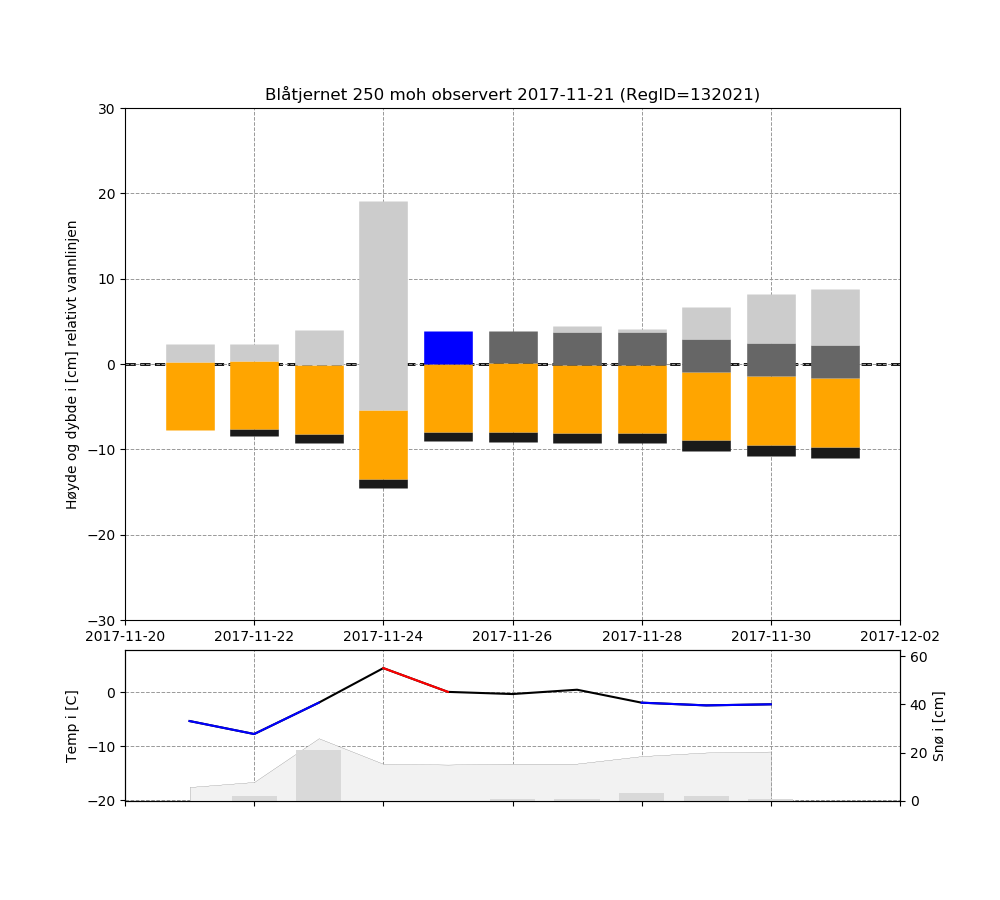 Blåtjernet 250 moh observert 2017-11-21 (RegID=132021)
Høyde og dybde i [cm] relativt vannlinjen
30
20
10
0
−10
−20
−30
2017-11-20 2017-11-22 2017-11-24 2017-11-26 2017-11-28 2017-11-30 2017-12-02
Temp i [C]
0
−10
−20
60
40
20
0
Snø i [cm]